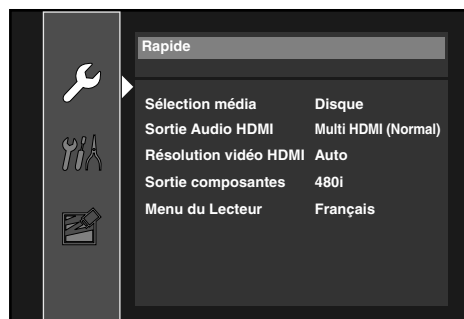 Rapide
Sélection média Disque
Sortie Audio HDMI Multi HDMI (Normal)
Résolution vidéo HDMI Auto
Sortie composantes 480i
Menu du Lecteur Français